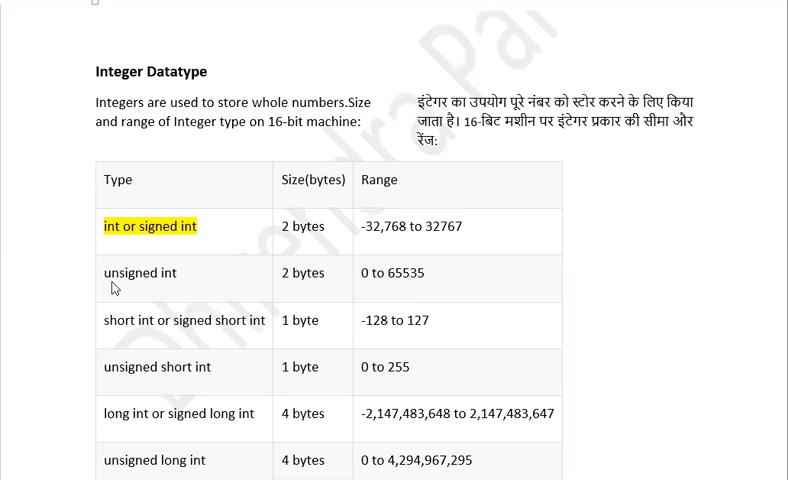 Integer Datatype
Integers are used to store whole numbers.Size
and range of Integer type on 16-bit machine:
इंटेगर का उपयोग पूरे नंबर को स्टोर करने के लिए किया
जाता है। 16-बिट मशीन पर इंटेगर प्रकार की सीमा और
रेंज:
Type Size(bytes) Range
int or signed int 2 bytes -32,768 to 32767
unsigned int 2 bytes 0 to 65535
short int or signed short int 1 byte -128 to 127
unsigned short int 1 byte 0 to 255
long int or signed long int 4 bytes -2,147,483,648 to 2,147,483,647
unsigned long int 4 bytes 0 to 4,294,967,295